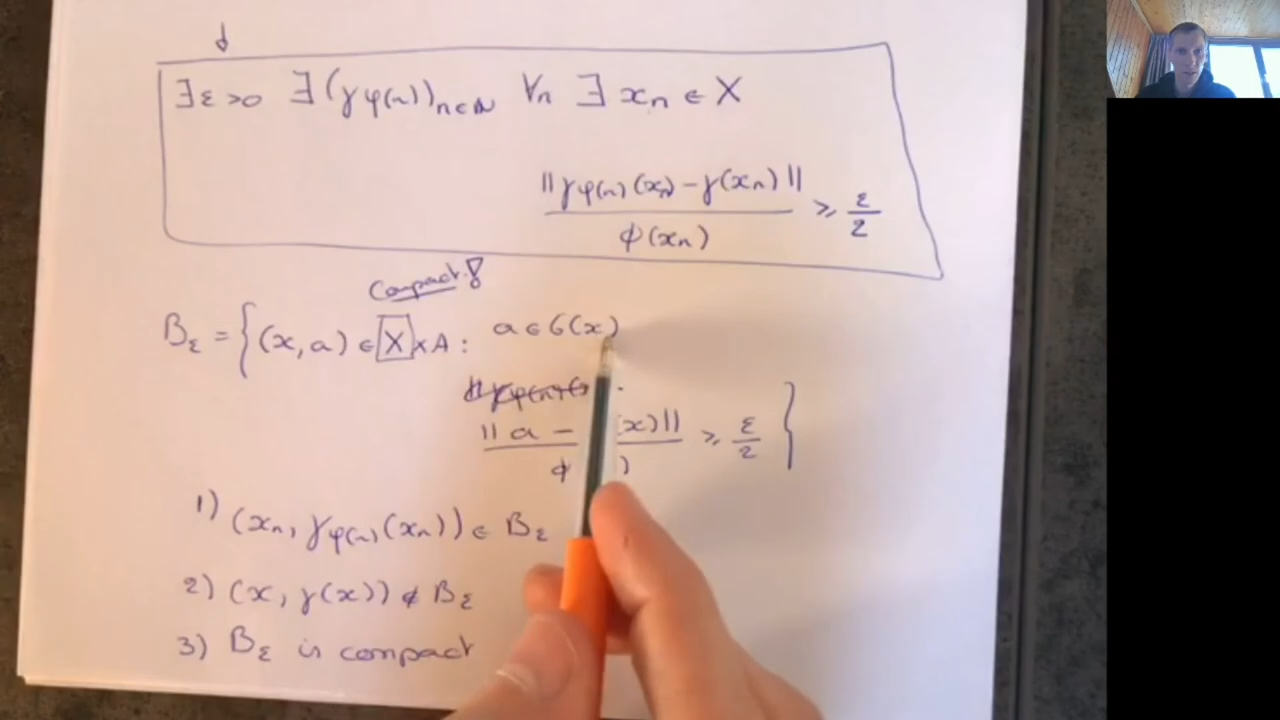 ∃ε>0 ∃(γφ(n))n∈ℕ ∀n ∃ xn ∈ X
||γφ(n)(xn) - γ(xn)|| / ϕ(xn) ≥ ε/2
Compact!
Bε = { (x, a) ∈ X × A : a ∈ G(x)
||a - (x)|| / ϕ ) ≥ ε/2 }
1) (xn, γφ(n)(xn)) ∈ Bε
2) (x, γ(x)) ∉ Bε
3) Bε is compact